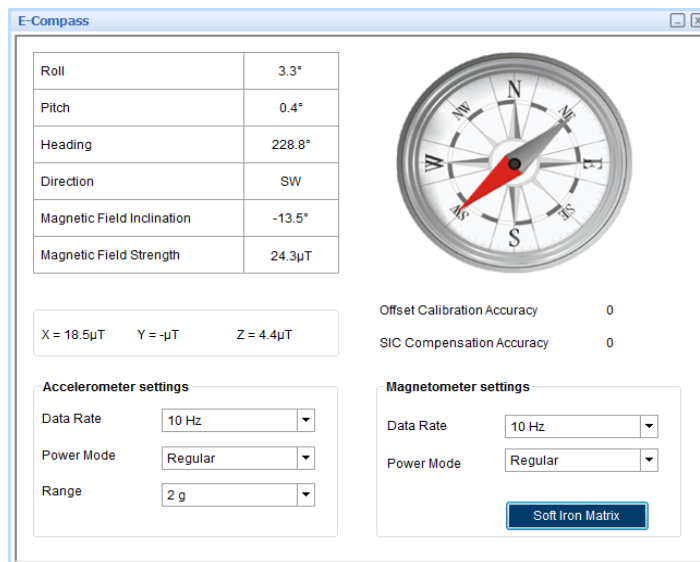 E-Compass
Roll 3.3°
Pitch 0.4°
Heading 228.8°
Direction SW
Magnetic Field Inclination -13.5°
Magnetic Field Strength 24.3µT
N
NW NE
W E
SW SE
S
X = 18.5µT Y = -µT Z = 4.4µT
Offset Calibration Accuracy 0
SIC Compensation Accuracy 0
Accelerometer settings
Data Rate 10 Hz
Power Mode Regular
Range 2 g
Magnetometer settings
Data Rate 10 Hz
Power Mode Regular
Soft Iron Matrix